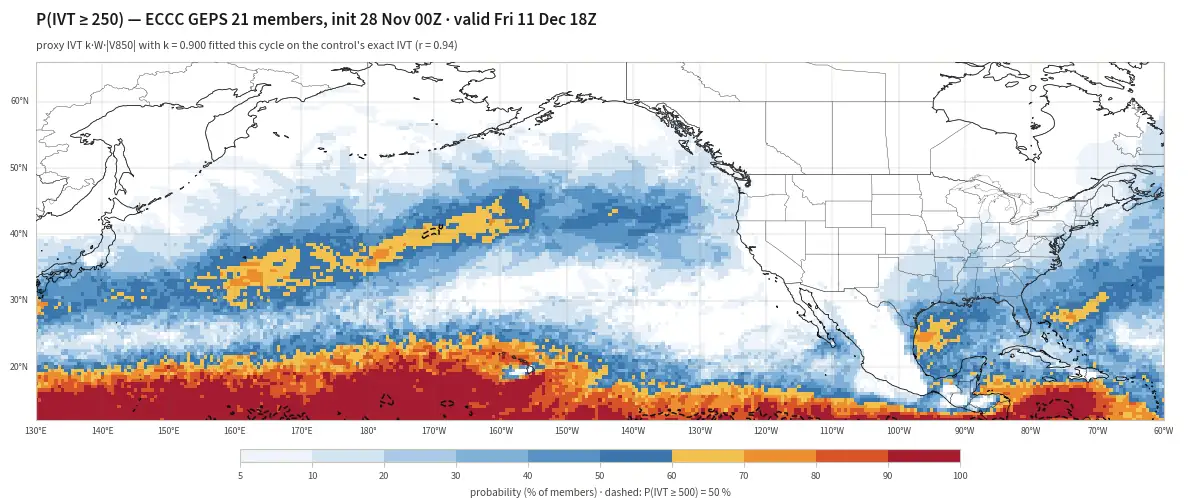 P(IVT ≥ 250) — ECCC GEPS 21 members, init 28 Nov 00Z · valid Fri 11 Dec 18Z
proxy IVT k·W·|V850| with k = 0.900 fitted this cycle on the control's exact IVT (r = 0.94)
60°N
50°N
40°N
30°N
20°N
130°E 140°E 150°E 160°E 170°E 180° 170°W 160°W 150°W 140°W 130°W 120°W 110°W 100°W 90°W 80°W 70°W 60°W
5 10 20 30 40 50 60 70 80 90 100
probability (% of members) · dashed: P(IVT ≥ 500) = 50 %